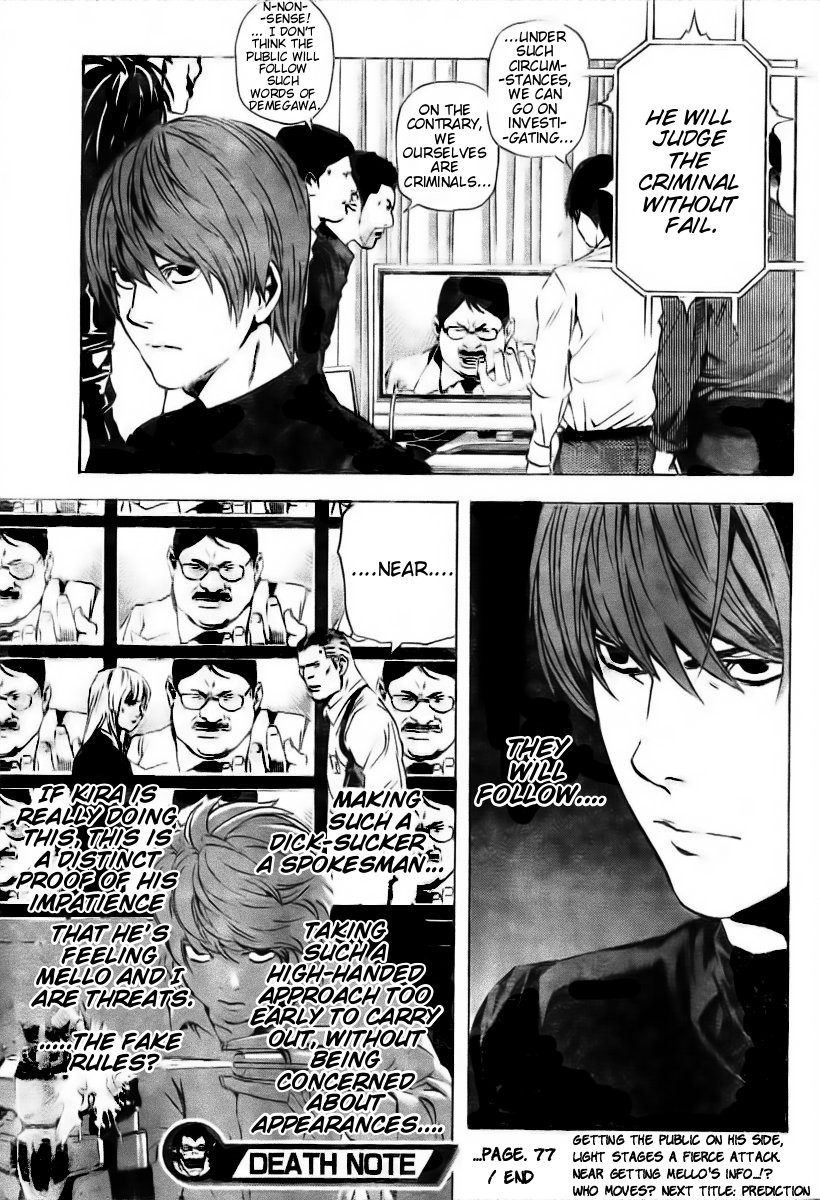 HE WILL
JUDGE
THE
CRIMINAL
WITHOUT
FAIL.
...UNDER
SUCH
CIRCUM-
-STANCES,
WE CAN
GO ON
INVESTI-
-GATING...
ON THE
CONTRARY,
WE
OURSELVES
ARE
CRIMINALS...
N-NON-
-SENSE!
... I DON'T
THINK THE
PUBLIC WILL
FOLLOW
SUCH
WORDS OF
DEMEGAWA.
THEY
WILL
FOLLOW....
....NEAR....
MAKING
SUCH A
DICK-SUCKER
A SPOKESMAN...
TAKING
SUCH A
HIGH-HANDED
APPROACH TOO
EARLY TO CARRY
OUT, WITHOUT
BEING
CONCERNED
ABOUT
APPEARANCES....
IF KIRA IS
REALLY DOING
THIS, THIS IS
A DISTINCT
PROOF OF HIS
IMPATIENCE
THAT HE'S
FEELING
MELLO AND I
ARE THREATS.
.....THE FAKE
RULES?
DEATH NOTE
...PAGE. 77
/ END
GETTING THE PUBLIC ON HIS SIDE,
LIGHT STAGES A FIERCE ATTACK
NEAR GETTING MELLO'S INFO...!?
WHO MOVES? NEXT TITLE: PREDICTION